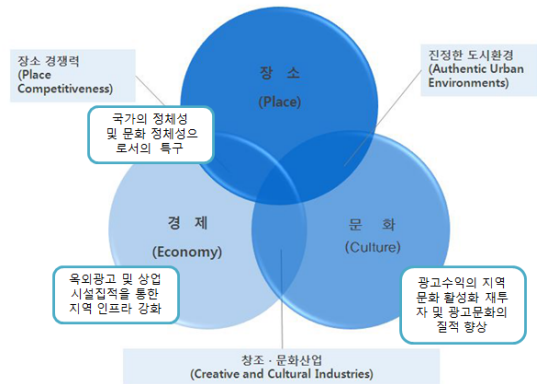 장소 경쟁력
(Place
Competitiveness)
진정한 도시환경
(Authentic Urban
Environments)
장 소
(Place)
국가의 정체성
및 문화 정체성으
로서의 특구
경 제
(Economy)
문 화
(Culture)
옥외광고 및 상업
시설집적을 통한
지역 인프라 강화
광고수익의 지역
문화 활성화 재투
자 및 광고문화의
질적 향상
창조 · 문화산업
(Creative and Cultural Industries)